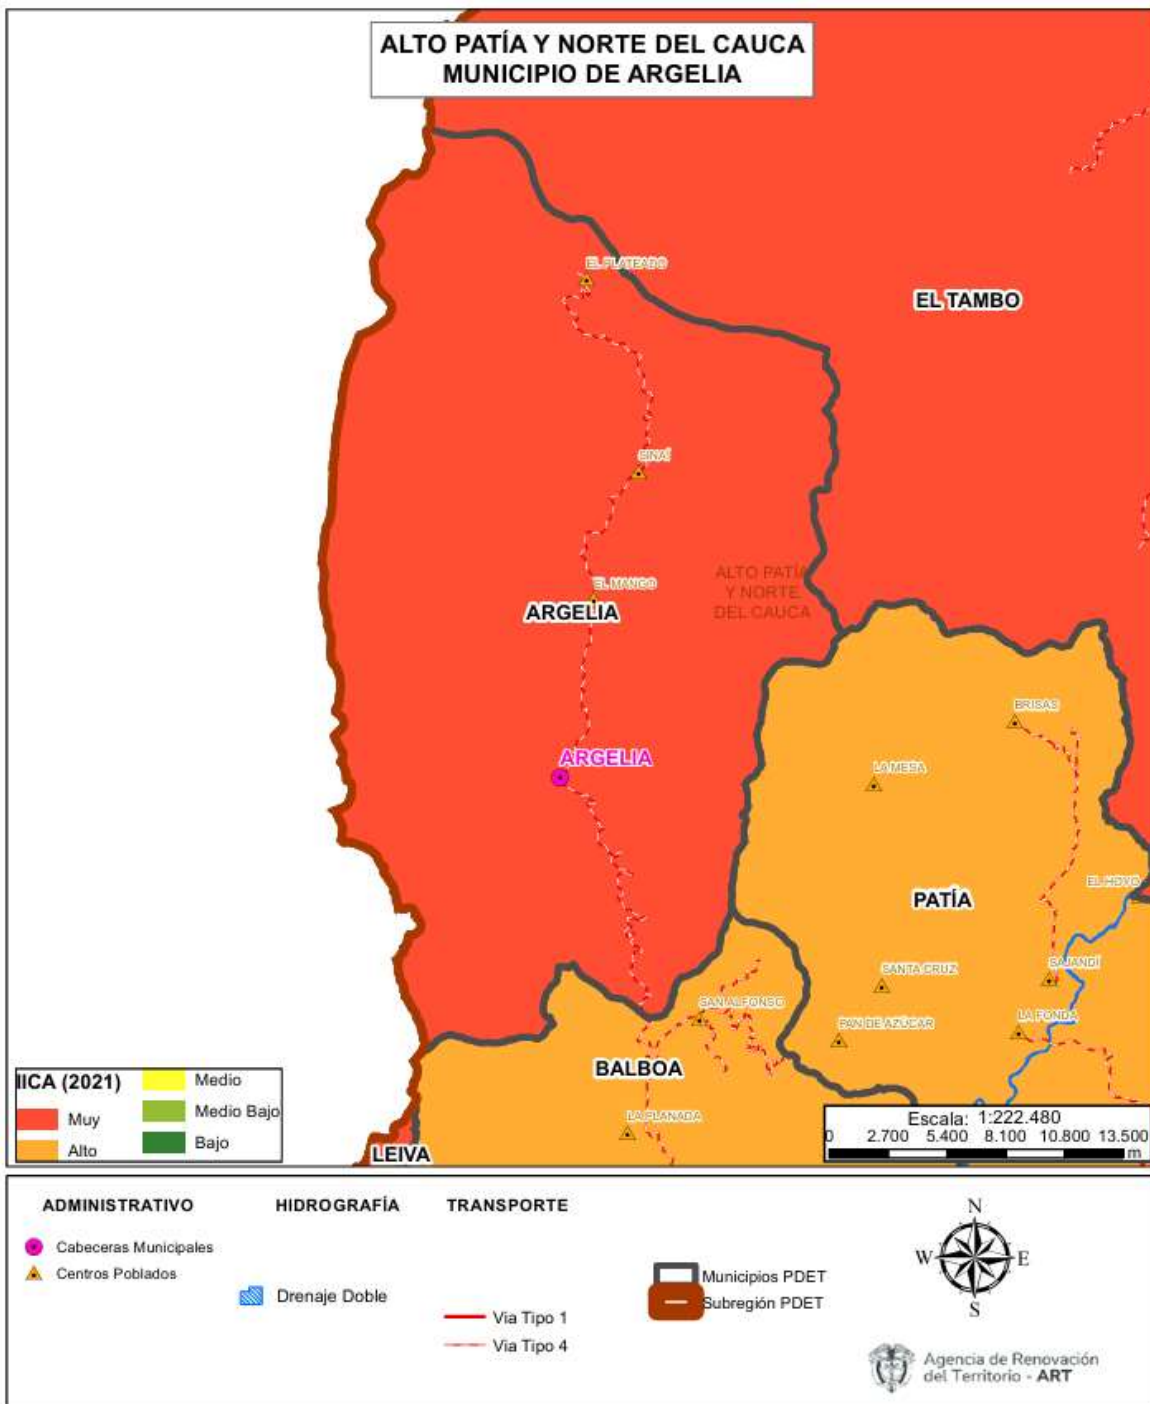 ALTO PATÍA Y NORTE DEL CAUCA
MUNICIPIO DE ARGELIA
EL PLATEADO
EL TAMBO
SINAÍ
ALTO PATÍA
Y NORTE
DEL CAUCA
EL MANGO
ARGELIA
BRISAS
ARGELIA
LA MESA
EL HOYO
PATÍA
SANTA CRUZ
SAJANDÍ
SAN ALFONSO
LA FONDA
PAN DE AZÚCAR
BALBOA
LA PLANADA
LEIVA
IICA (2021)
Muy
Alto
Medio
Medio Bajo
Bajo
Escala: 1:222.480
0 2.700 5.400 8.100 10.800 13.500
m
ADMINISTRATIVO
Cabeceras Municipales
Centros Poblados
HIDROGRAFÍA
Drenaje Doble
TRANSPORTE
Via Tipo 1
Via Tipo 4
Municipios PDET
Subregión PDET
N
W E
S
Agencia de Renovación
del Territorio - ART